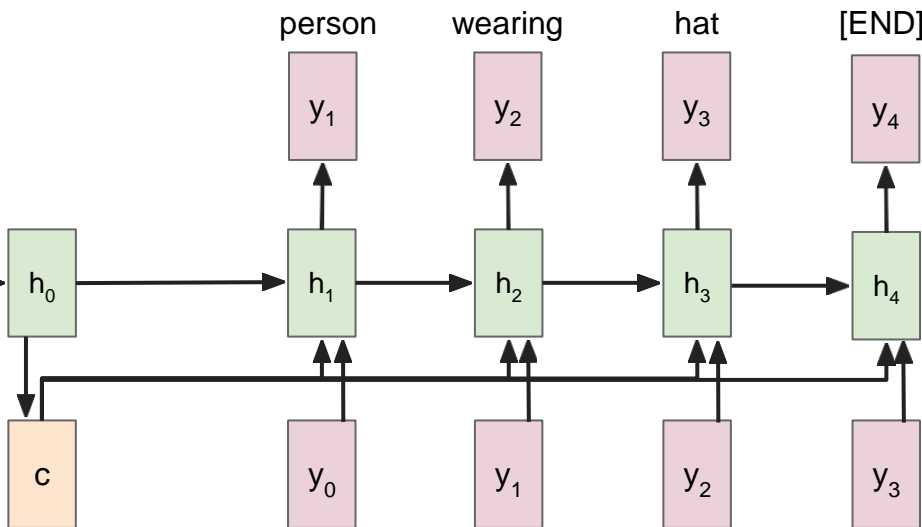 person wearing hat [END]
y₁ y₂ y₃ y₄
h₀ h₁ h₂ h₃ h₄
c y₀ y₁ y₂ y₃